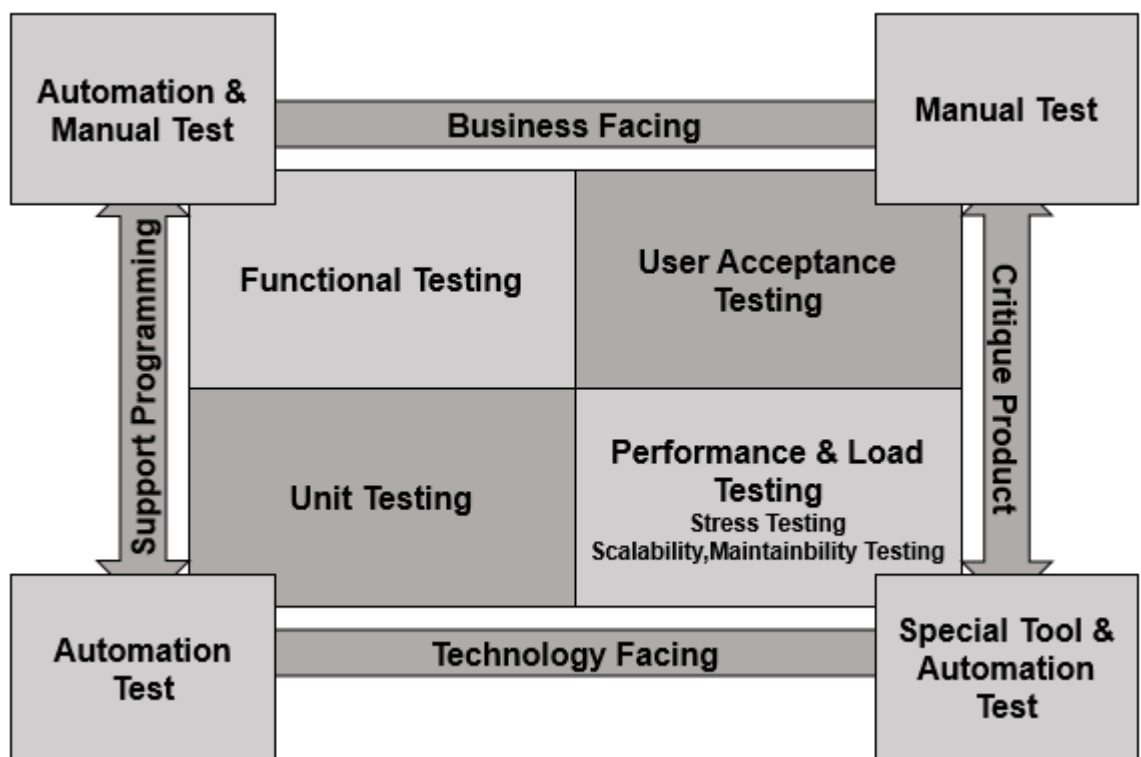 Automation &
Manual Test
Business Facing
Manual Test
Functional Testing
User Acceptance
Testing
Support Programming
Critique Product
Unit Testing
Performance & Load
Testing
Stress Testing
Scalability,Maintainbility Testing
Automation
Test
Technology Facing
Special Tool &
Automation
Test